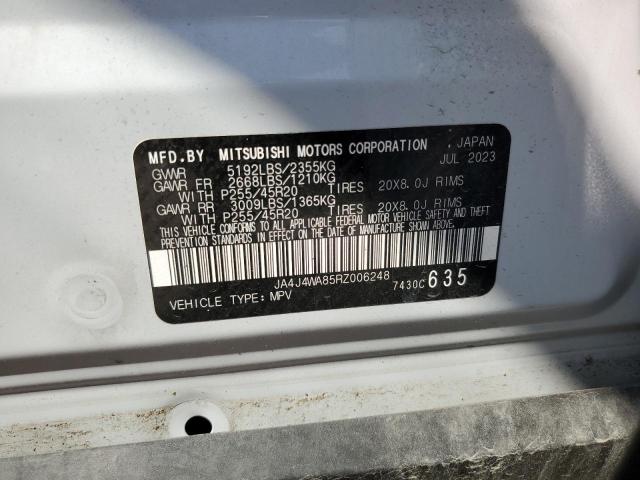 MFD.BY MITSUBISHI MOTORS CORPORATION , JAPAN
GVWR 5192LBS/2355KG JUL 2023
GAWR FR 2668LBS/1210KG
WITH P255/45R20 TIRES 20X8.0J RIMS
GAWR RR 3009LBS/1365KG
WITH P255/45R20 TIRES 20X8.0J RIMS
THIS VEHICLE CONFORMS TO ALL APPLICABLE FEDERAL MOTOR VEHICLE SAFETY AND THEFT
PREVENTION STANDARDS IN EFFECT ON THE DATE OF MANUFACTURE SHOWN ABOVE.
JA4J4WA85RZ006248
VEHICLE TYPE: MPV 7430C 635